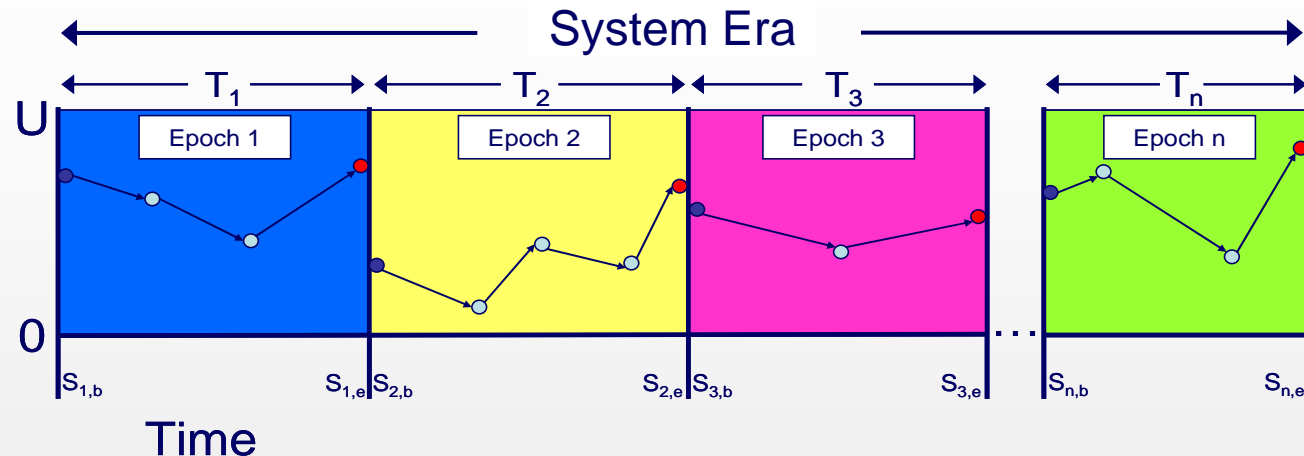 System Era
T₁ T₂ T₃ Tₙ
U
Epoch 1 Epoch 2 Epoch 3 Epoch n
0
...
S₁,b S₁,e S₂,b S₂,e S₃,b S₃,e Sₙ,b Sₙ,e
Time